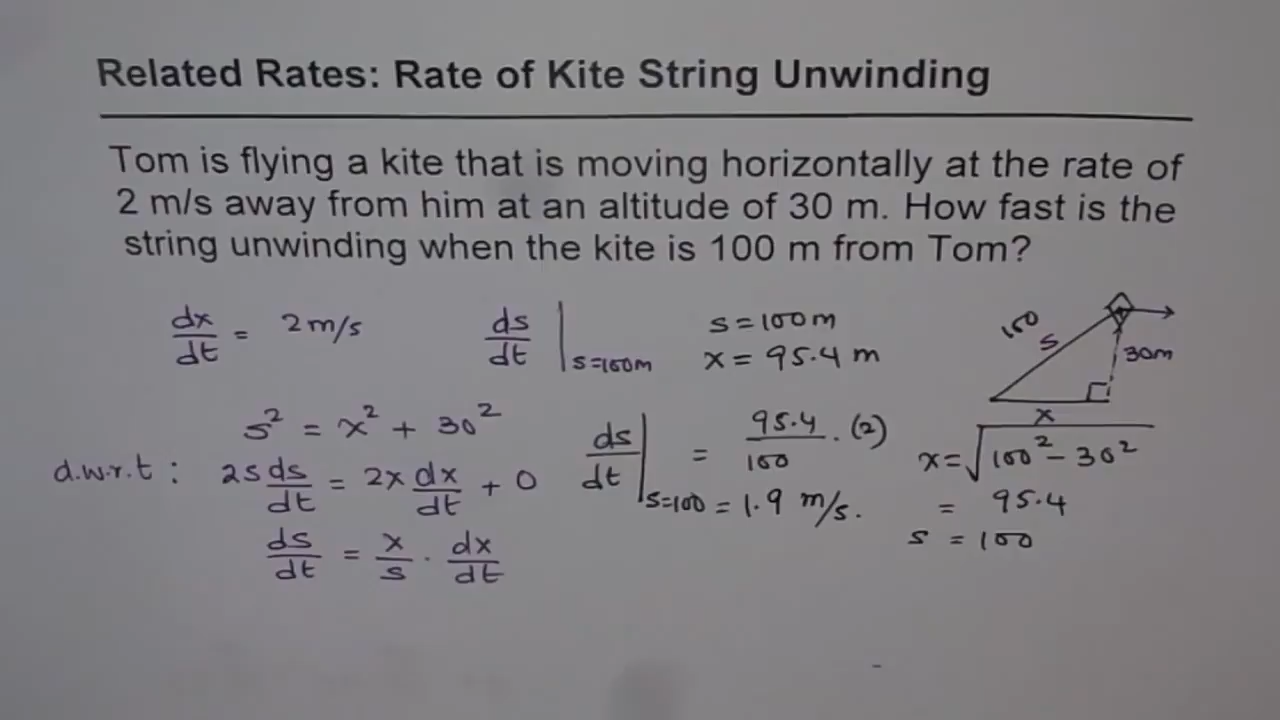 Related Rates: Rate of Kite String Unwinding
Tom is flying a kite that is moving horizontally at the rate of
2 m/s away from him at an altitude of 30 m. How fast is the
string unwinding when the kite is 100 m from Tom?
dx/dt = 2m/s
ds/dt |s=100m
s = 100m
x = 95.4 m
100
s
30m
x
s² = x² + 30²
d.w.r.t : 2s ds/dt = 2x dx/dt + 0
ds/dt = x/s · dx/dt
ds/dt |s=100 = 95.4/100 · (2)
= 1.9 m/s.
x = √100² - 30²
= 95.4
s = 100